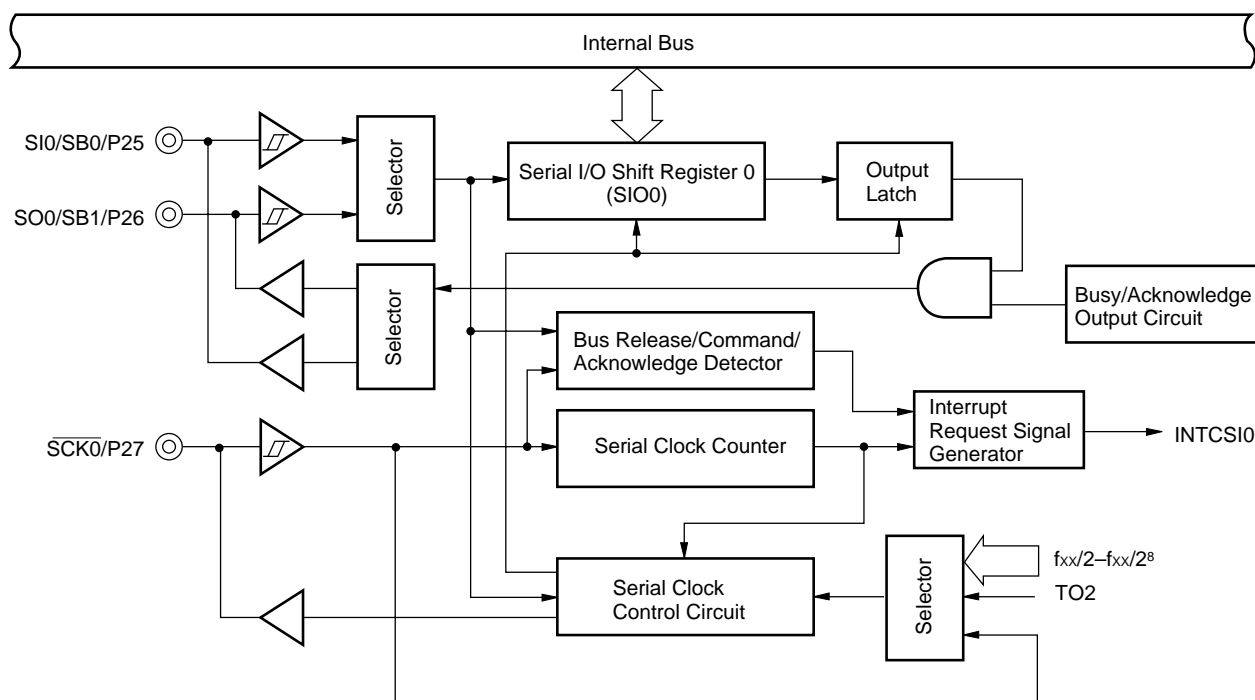 Internal Bus
SI0/SB0/P25
SO0/SB1/P26
Selector
Serial I/O Shift Register 0
(SIO0)
Output
Latch
Selector
Busy/Acknowledge
Output Circuit
Bus Release/Command/
Acknowledge Detector
SCK0/P27
Serial Clock Counter
Interrupt
Request Signal
Generator
INTCSI0
Serial Clock
Control Circuit
Selector
fxx/2–fxx/2⁸
TO2